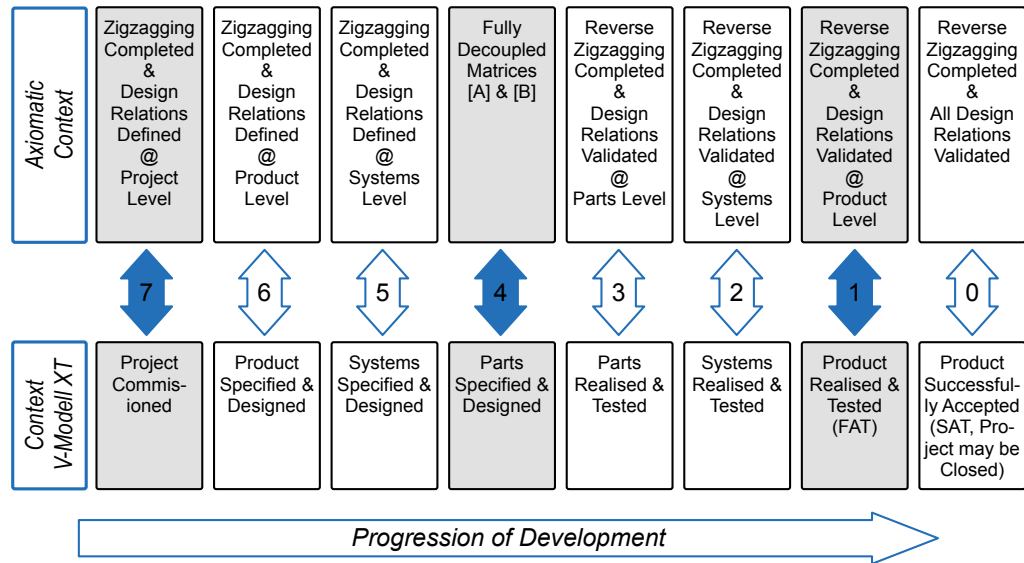 Axiomatic
Context
Zigzagging
Completed
&
Design
Relations
Defined
@
Project
Level
Zigzagging
Completed
&
Design
Relations
Defined
@
Product
Level
Zigzagging
Completed
&
Design
Relations
Defined
@
Systems
Level
Fully
Decoupled
Matrices
[A] & [B]
Reverse
Zigzagging
Completed
&
Design
Relations
Validated
@
Parts Level
Reverse
Zigzagging
Completed
&
Design
Relations
Validated
@
Systems
Level
Reverse
Zigzagging
Completed
&
Design
Relations
Validated
@
Product
Level
Reverse
Zigzagging
Completed
&
All Design
Relations
Validated
7
6
5
4
3
2
1
0
Context
V-Modell XT
Project
Commis-
sioned
Product
Specified &
Designed
Systems
Specified &
Designed
Parts
Specified &
Designed
Parts
Realised &
Tested
Systems
Realised &
Tested
Product
Realised &
Tested
(FAT)
Product
Successful-
ly Accepted
(SAT, Pro-
ject may be
Closed)
Progression of Development